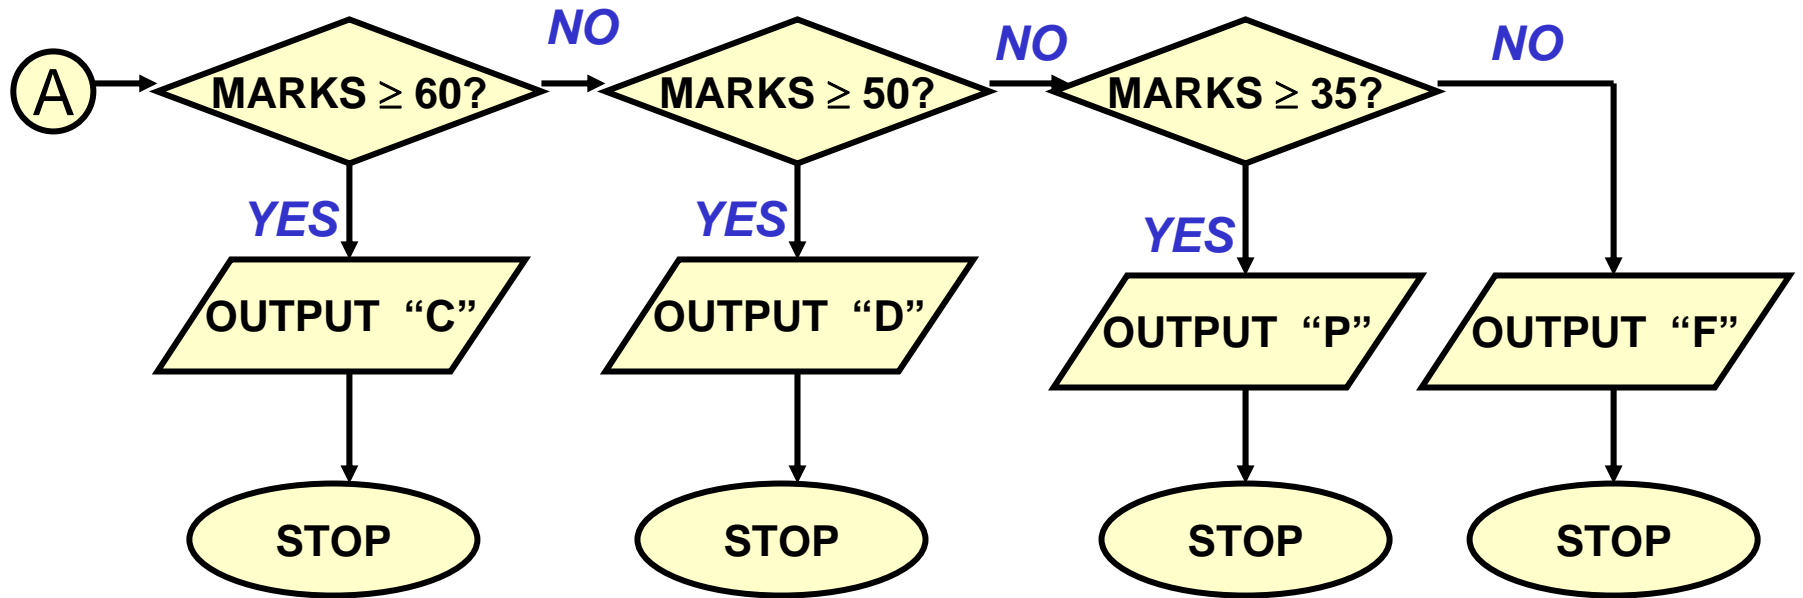 A
MARKS ≥ 60?
NO
MARKS ≥ 50?
NO
MARKS ≥ 35?
NO
YES
YES
YES
OUTPUT “C”
OUTPUT “D”
OUTPUT “P”
OUTPUT “F”
STOP
STOP
STOP
STOP